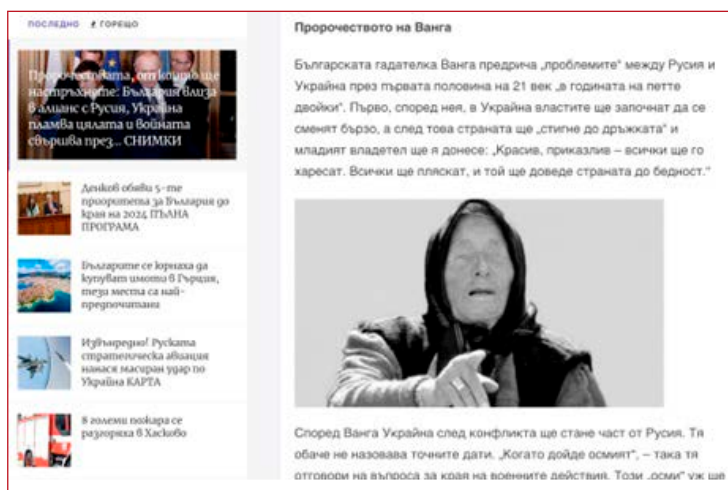 ПОСЛЕДНО ГОРЕЩО
Пророчествата, от които ще
настръхнете: България влиза
в алианс с Русия, Украйна
пламва цялата и войната
свършва през... СНИМКИ
Денков обяви 5-те
приоритета за България до
края на 2024 ПЪЛНА
ПРОГРАМА
Българите се юрнаха да
купуват имоти в Гърция,
тези места са най-
предпочитани
Извънредно! Руската
стратегическа авиация
нанася масиран удар по
Украйна КАРТА
8 големи пожара се
разгоряха в Хасково
Пророчеството на Ванга
Българската гадателка Ванга предрича „проблемите“ между Русия и
Украйна през първата половина на 21 век „в годината на петте
двойки“. Първо, според нея, в Украйна властите ще започнат да се
сменят бързо, а след това страната ще „стигне до дръжката“ и
младият владетел ще я донесе: „Красив, приказлив – всички ще го
харесат. Всички ще пляскат, и той ще доведе страната до бедност.“
Според Ванга Украйна след конфликта ще стане част от Русия. Тя
обаче не назовава точните дати. „Когато дойде осмият“, – така тя
отговори на въпроса за края на военните действия. Този „осми“ уж ще